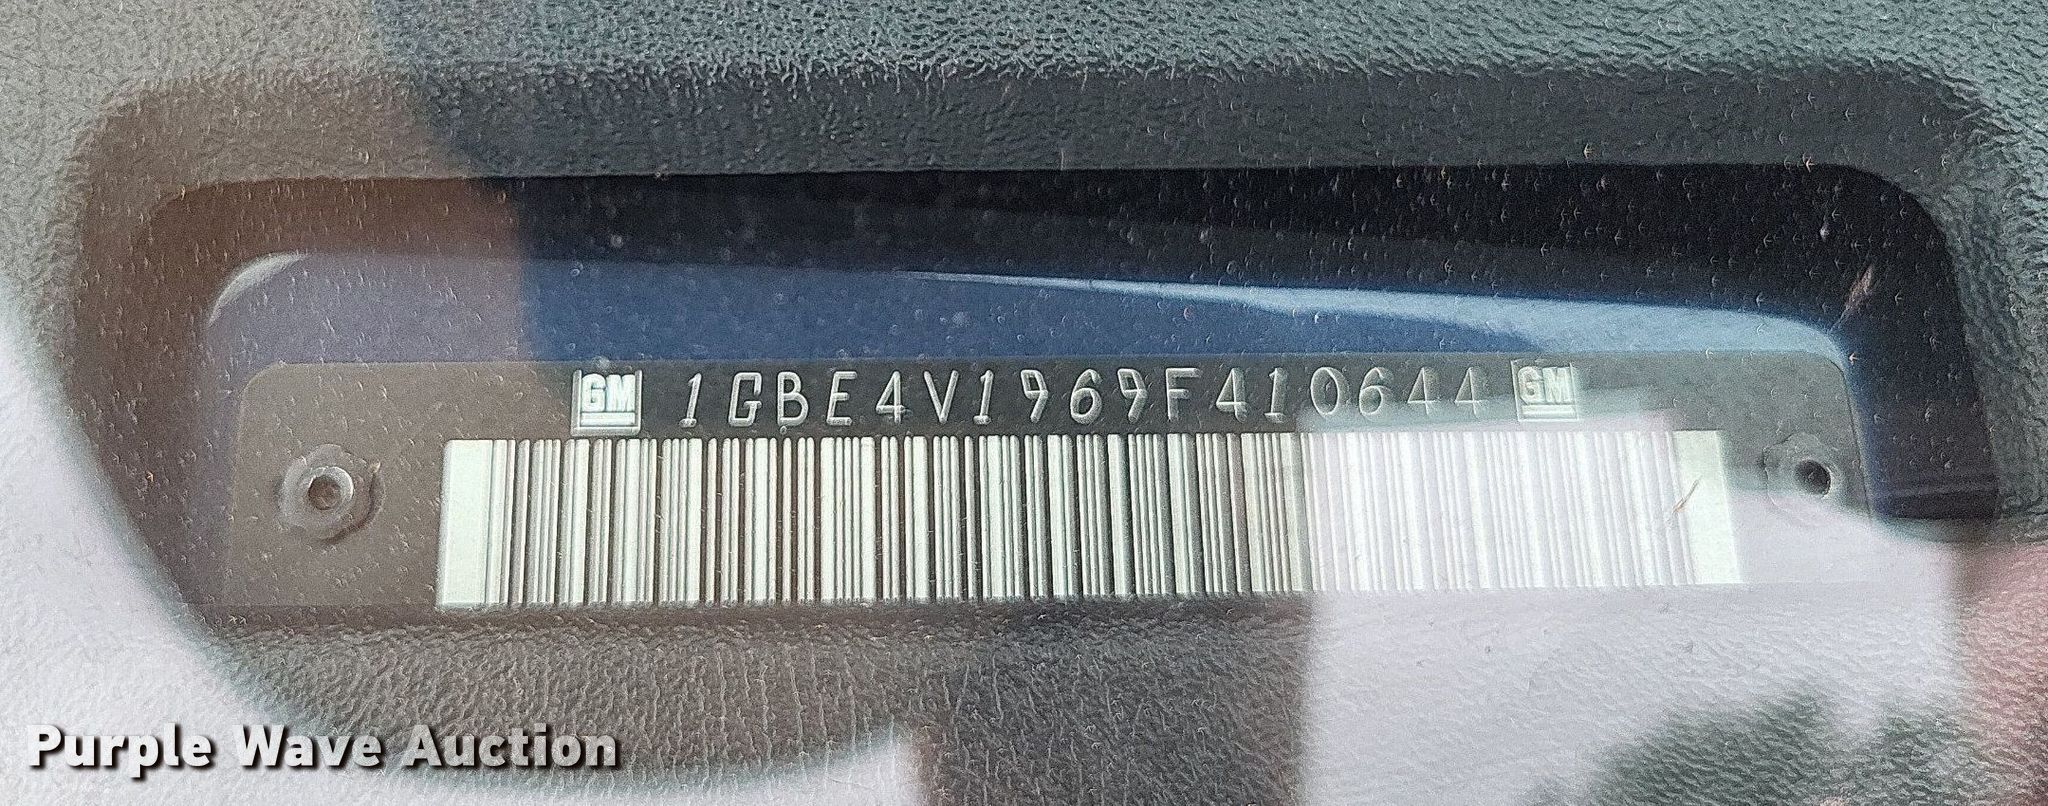 GM 1GBE4V1969F410644 GM
Purple Wave Auction